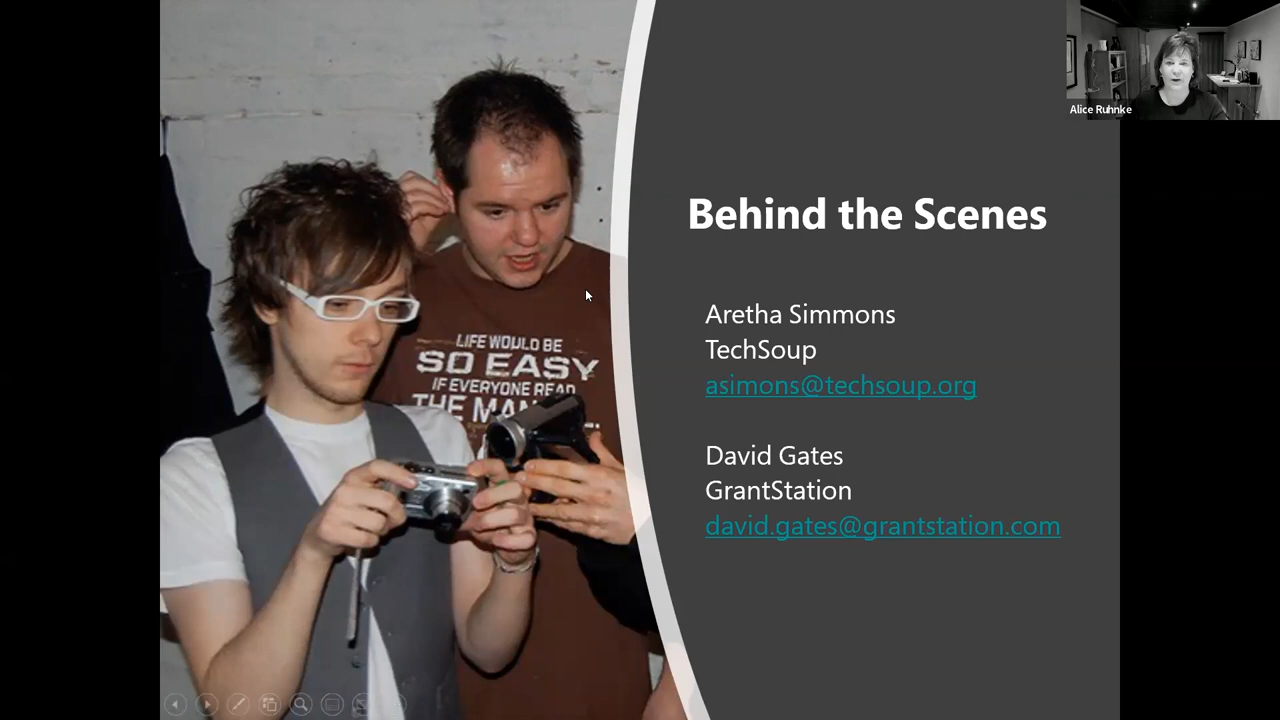 Alice Ruhnke
Behind the Scenes
Aretha Simmons
TechSoup
asimons@techsoup.org
David Gates
GrantStation
david.gates@grantstation.com
LIFE WOULD BE
SO EASY
IF EVERYONE READ
THE